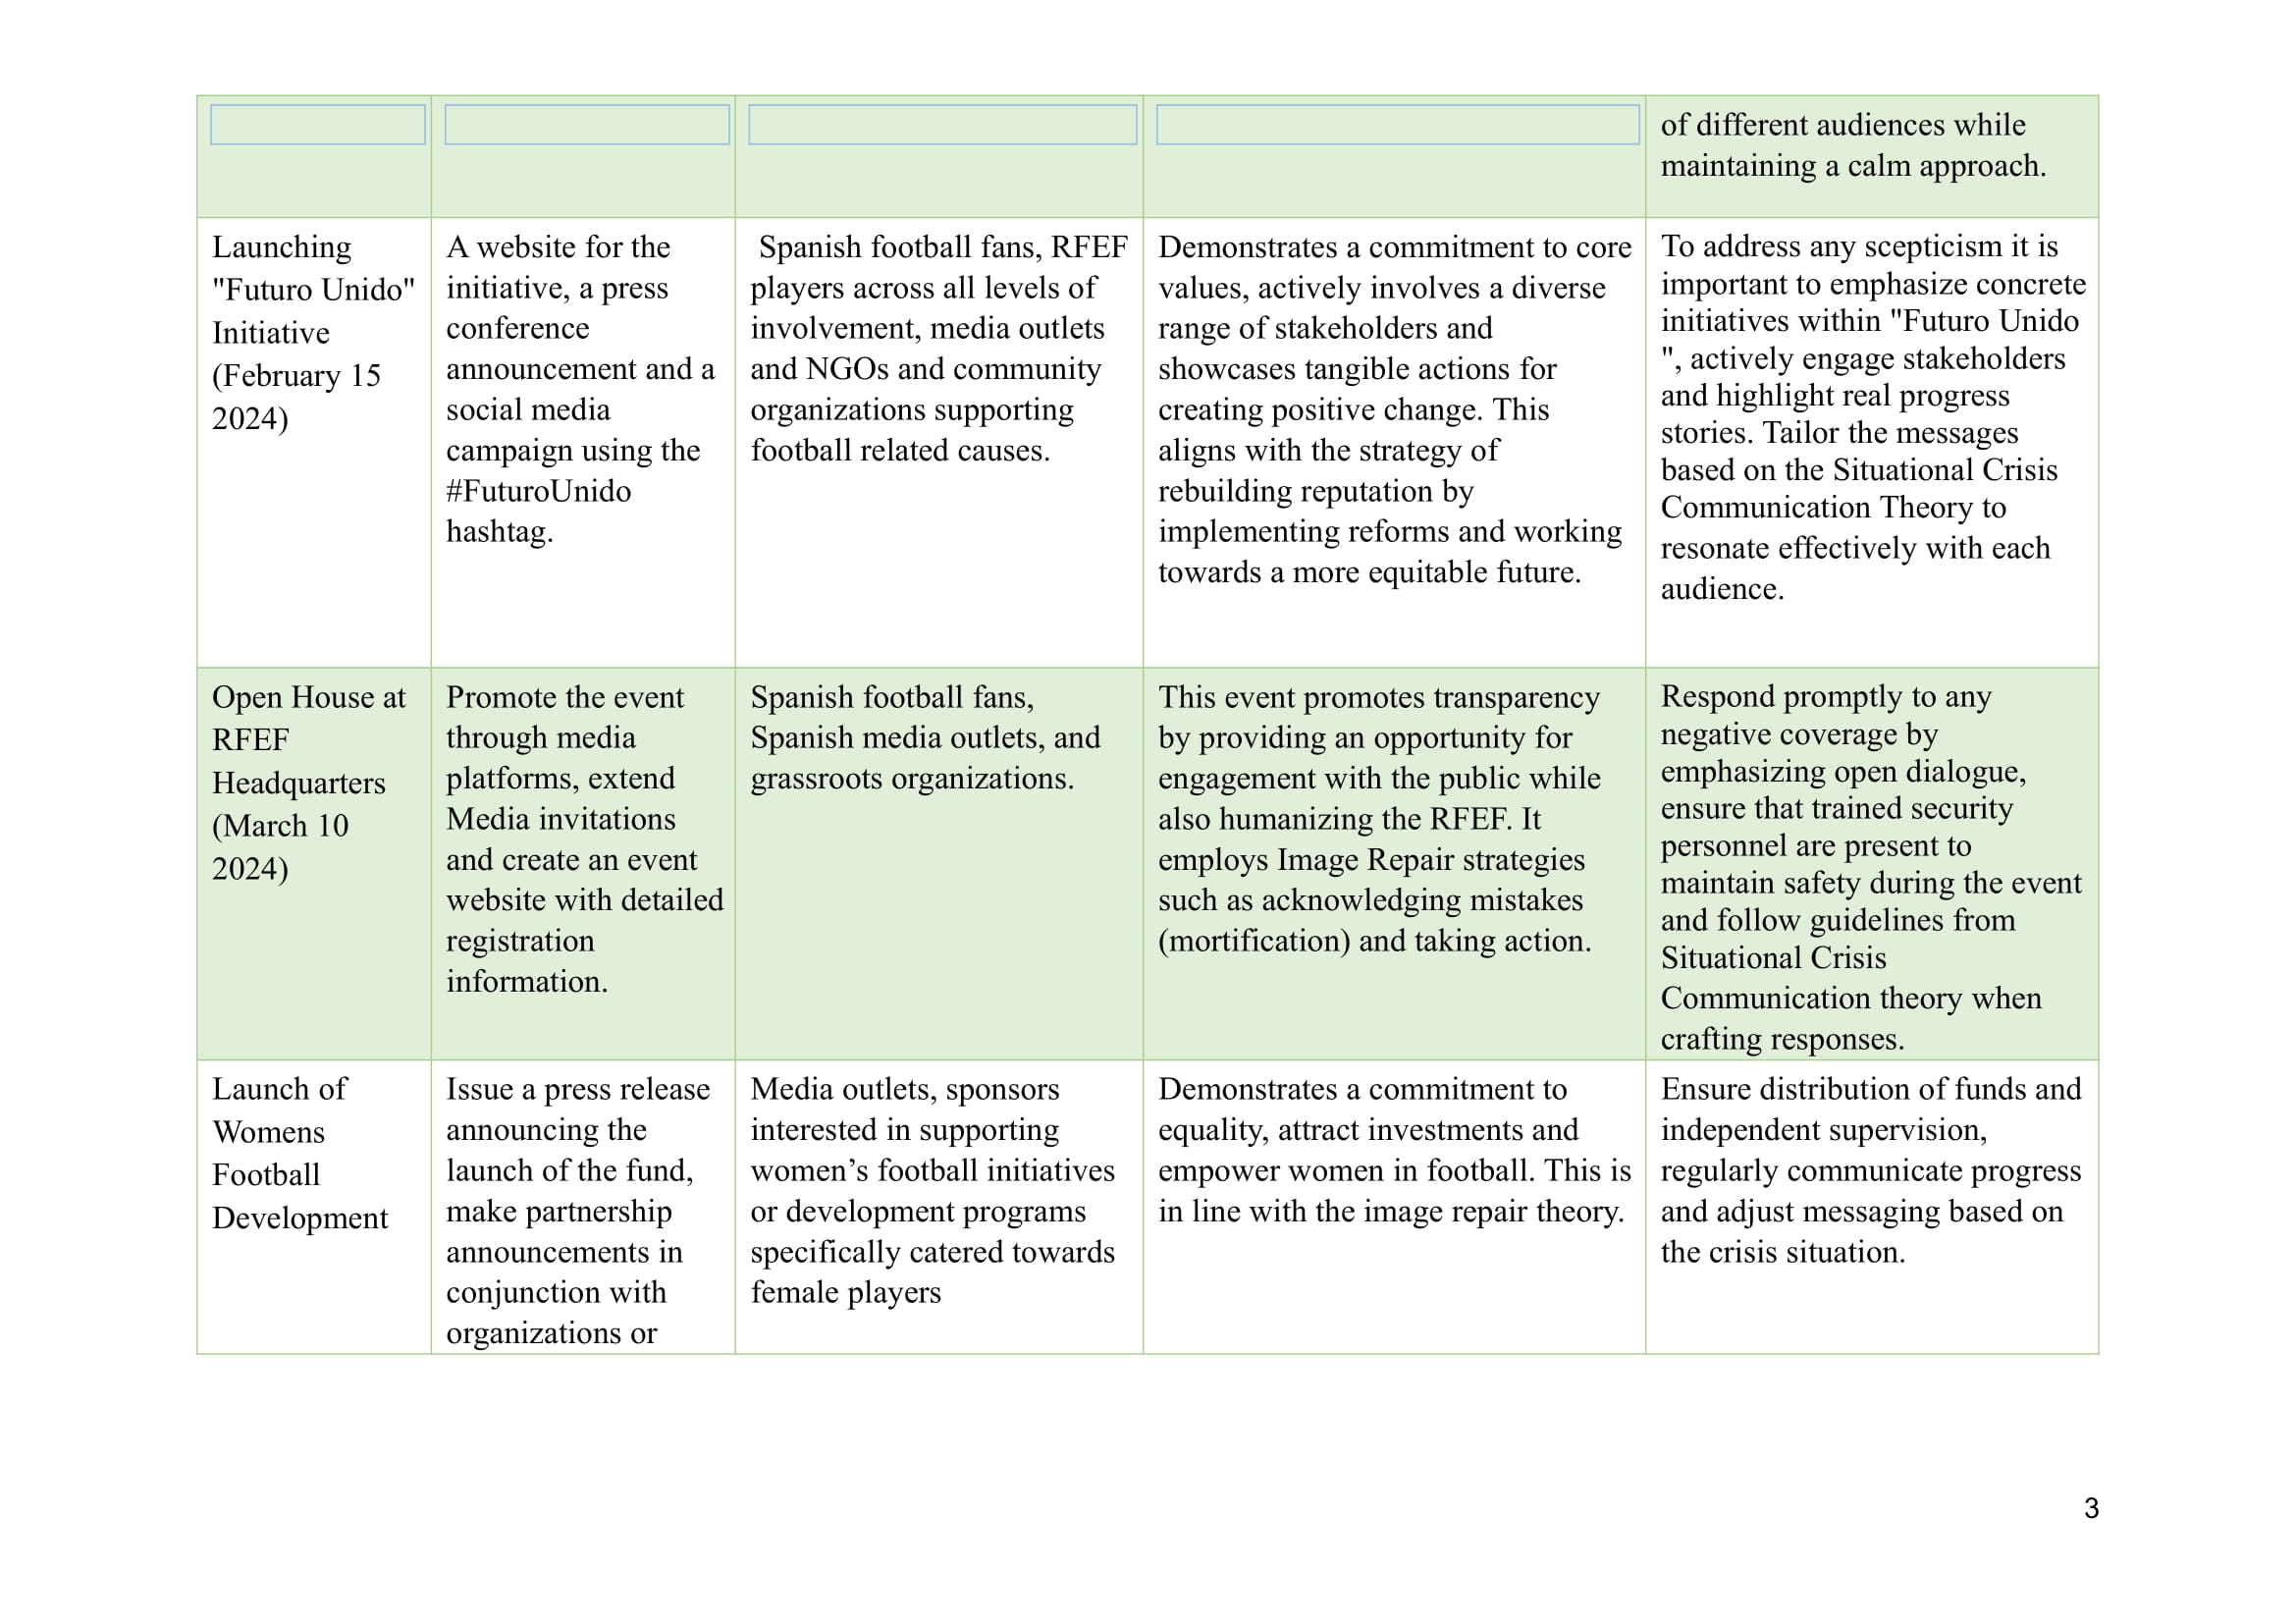 of different audiences while
maintaining a calm approach.
Launching
"Futuro Unido"
Initiative
(February 15
2024)
A website for the
initiative, a press
conference
announcement and a
social media
campaign using the
#FuturoUnido
hashtag.
Spanish football fans, RFEF
players across all levels of
involvement, media outlets
and NGOs and community
organizations supporting
football related causes.
Demonstrates a commitment to core
values, actively involves a diverse
range of stakeholders and
showcases tangible actions for
creating positive change. This
aligns with the strategy of
rebuilding reputation by
implementing reforms and working
towards a more equitable future.
To address any scepticism it is
important to emphasize concrete
initiatives within "Futuro Unido
", actively engage stakeholders
and highlight real progress
stories. Tailor the messages
based on the Situational Crisis
Communication Theory to
resonate effectively with each
audience.
Open House at
RFEF
Headquarters
(March 10
2024)
Promote the event
through media
platforms, extend
Media invitations
and create an event
website with detailed
registration
information.
Spanish football fans,
Spanish media outlets, and
grassroots organizations.
This event promotes transparency
by providing an opportunity for
engagement with the public while
also humanizing the RFEF. It
employs Image Repair strategies
such as acknowledging mistakes
(mortification) and taking action.
Respond promptly to any
negative coverage by
emphasizing open dialogue,
ensure that trained security
personnel are present to
maintain safety during the event
and follow guidelines from
Situational Crisis
Communication theory when
crafting responses.
Launch of
Womens
Football
Development
Issue a press release
announcing the
launch of the fund,
make partnership
announcements in
conjunction with
organizations or
Media outlets, sponsors
interested in supporting
women’s football initiatives
or development programs
specifically catered towards
female players
Demonstrates a commitment to
equality, attract investments and
empower women in football. This is
in line with the image repair theory.
Ensure distribution of funds and
independent supervision,
regularly communicate progress
and adjust messaging based on
the crisis situation.
3